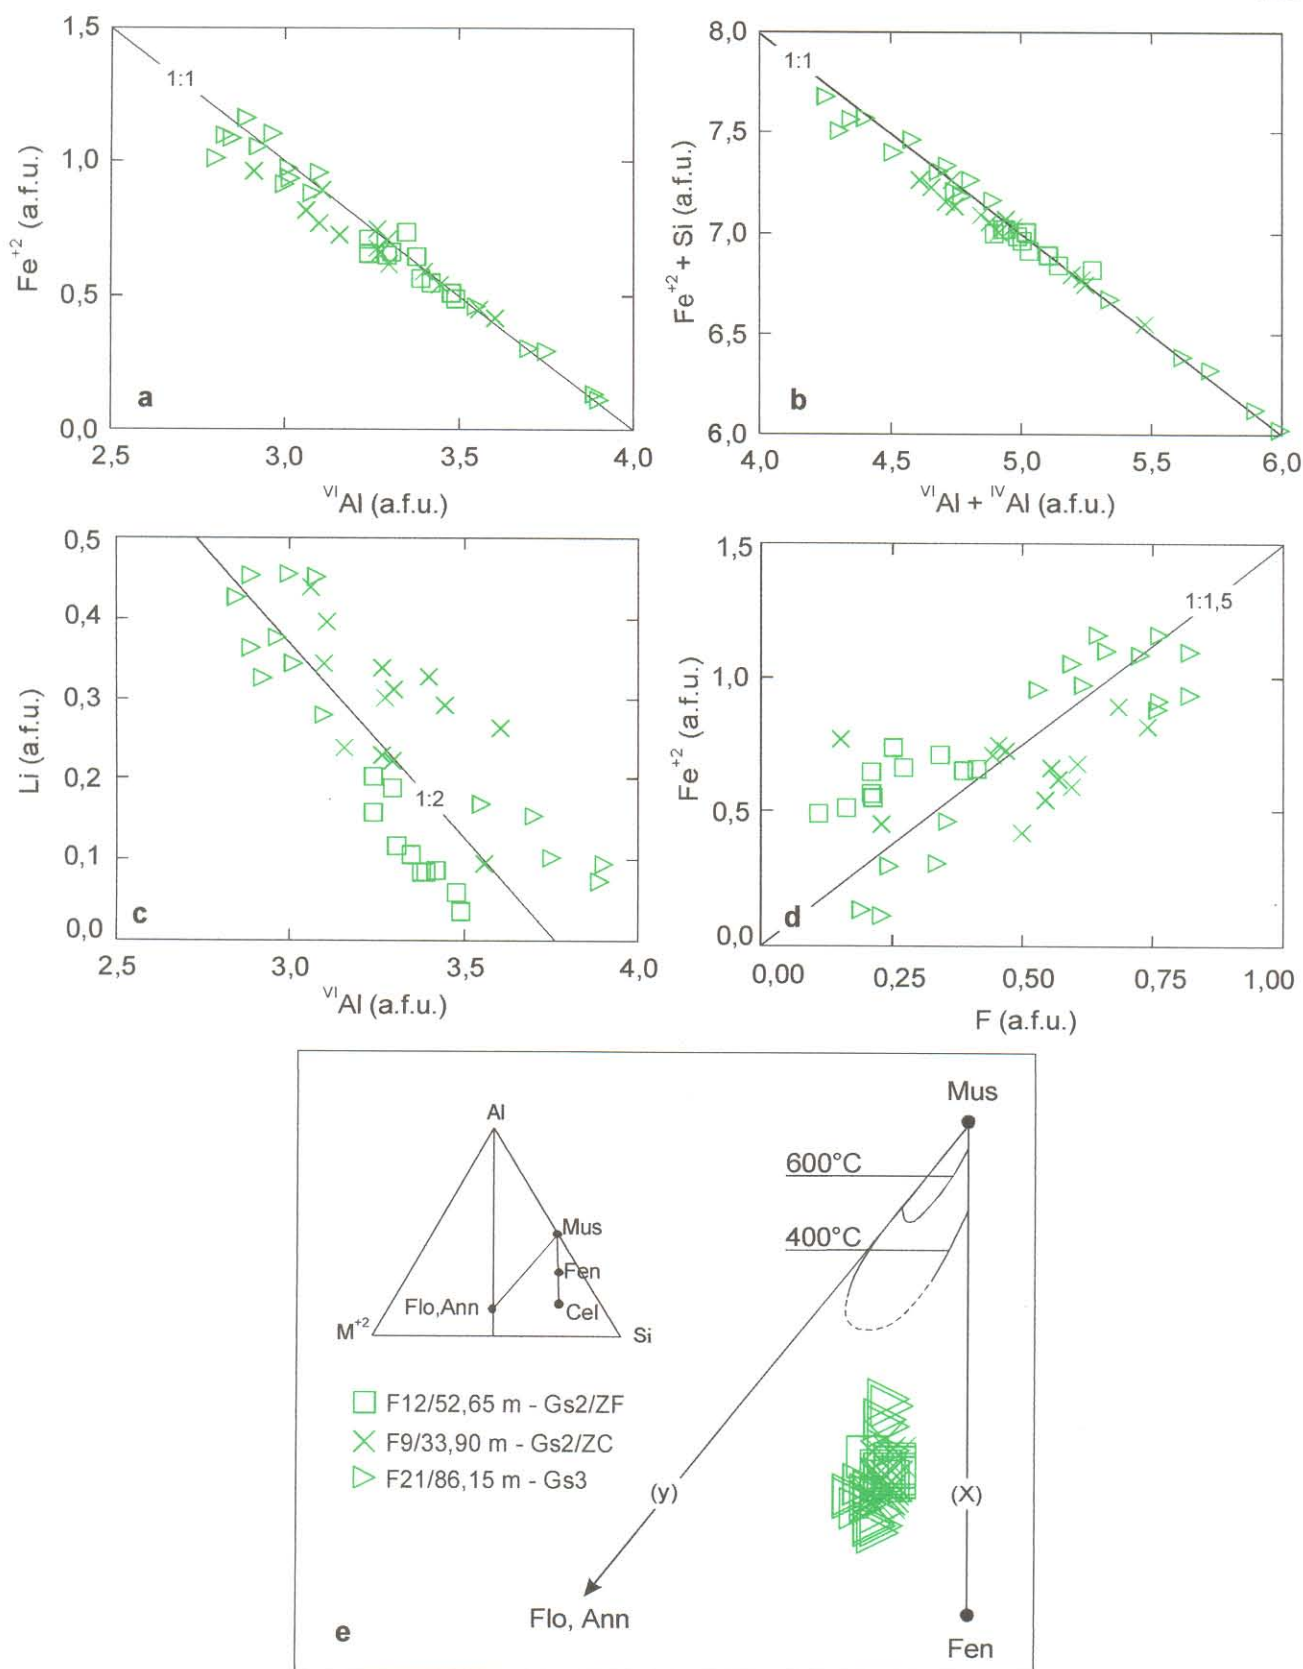 1,5
1:1
1,0
0,5
0,0
Fe+2 (a.f.u.)
a
2,5 3,0 3,5 4,0
VIAl (a.f.u.)
8,0
1:1
7,5
7,0
6,5
6,0
Fe+2 + Si (a.f.u.)
b
4,0 4,5 5,0 5,5 6,0
VIAl + IVAl (a.f.u.)
0,5
0,4
0,3
0,2
0,1
0,0
Li (a.f.u.)
1:2
c
2,5 3,0 3,5 4,0
VIAl (a.f.u.)
1,5
1:1,5
1,0
0,5
0,0
Fe+2 (a.f.u.)
d
0,00 0,25 0,50 0,75 1,00
F (a.f.u.)
Al
Mus
Fen
Flo,Ann
Cel
M+2
Si
F12/52,65 m - Gs2/ZF
F9/33,90 m - Gs2/ZC
F21/86,15 m - Gs3
Mus
600°C
400°C
(y)
(X)
Flo, Ann
Fen
e